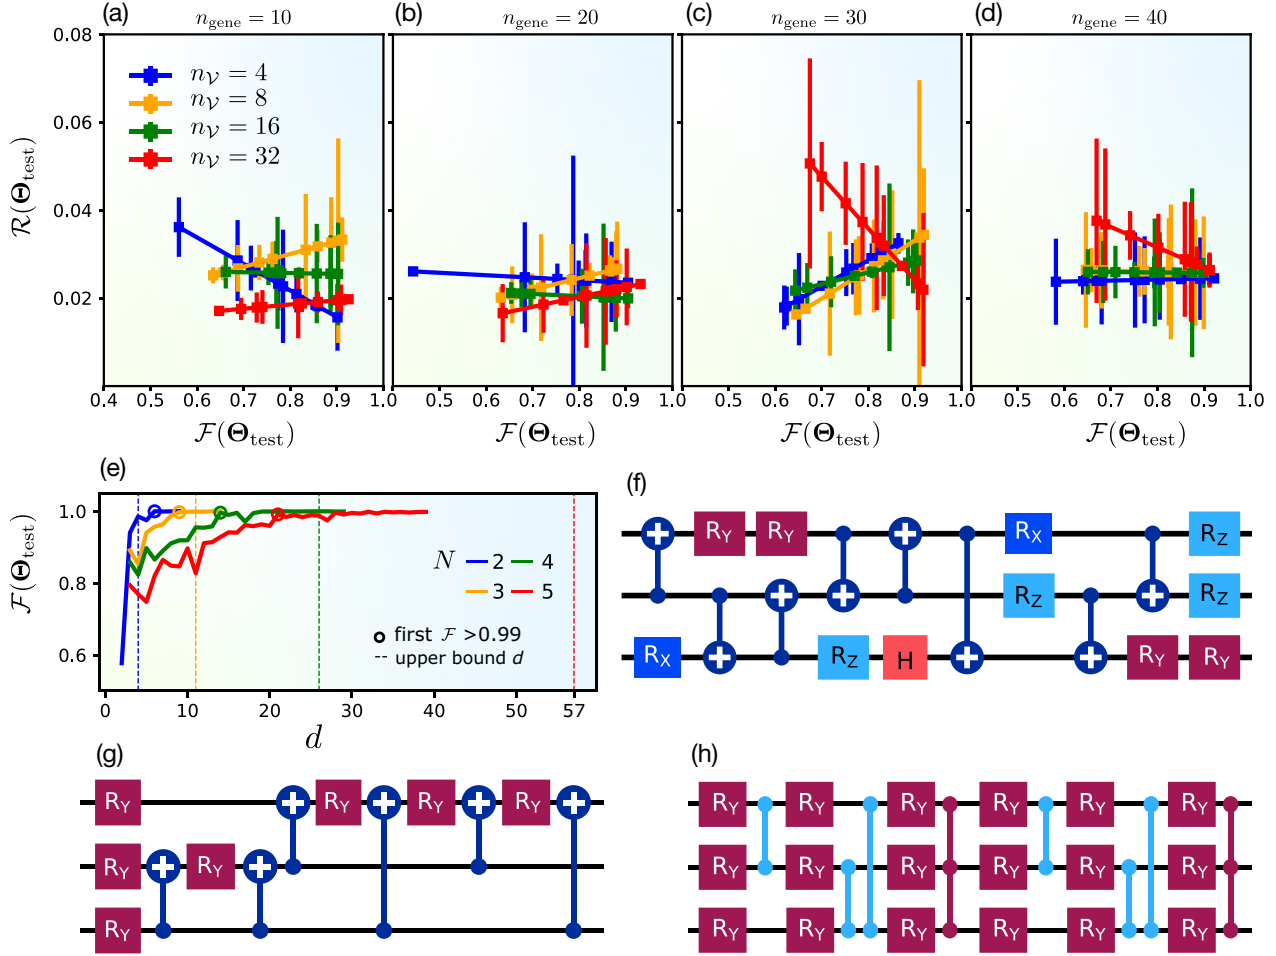 (a) n_gene = 10 (b) n_gene = 20 (c) n_gene = 30 (d) n_gene = 40
0.08
0.06
0.04
0.02
R(Θ_test)
n_V = 4
n_V = 8
n_V = 16
n_V = 32
0.4 0.5 0.6 0.7 0.8 0.9 1.0 0.5 0.6 0.7 0.8 0.9 1.0 0.5 0.6 0.7 0.8 0.9 1.0 0.5 0.6 0.7 0.8 0.9 1.0
F(Θ_test) F(Θ_test) F(Θ_test) F(Θ_test)
(e)
1.0
0.8
0.6
F(Θ_test)
N 2 4
3 5
first F >0.99
upper bound d
0 10 20 30 40 50 57
d
(f)
R_Y R_Y R_X R_Z
R_Z R_Z
R_X R_Z H R_Y R_Y
(g)
R_Y R_Y R_Y R_Y
R_Y R_Y
R_Y
(h)
R_Y R_Y R_Y R_Y R_Y R_Y
R_Y R_Y R_Y R_Y R_Y R_Y
R_Y R_Y R_Y R_Y R_Y R_Y